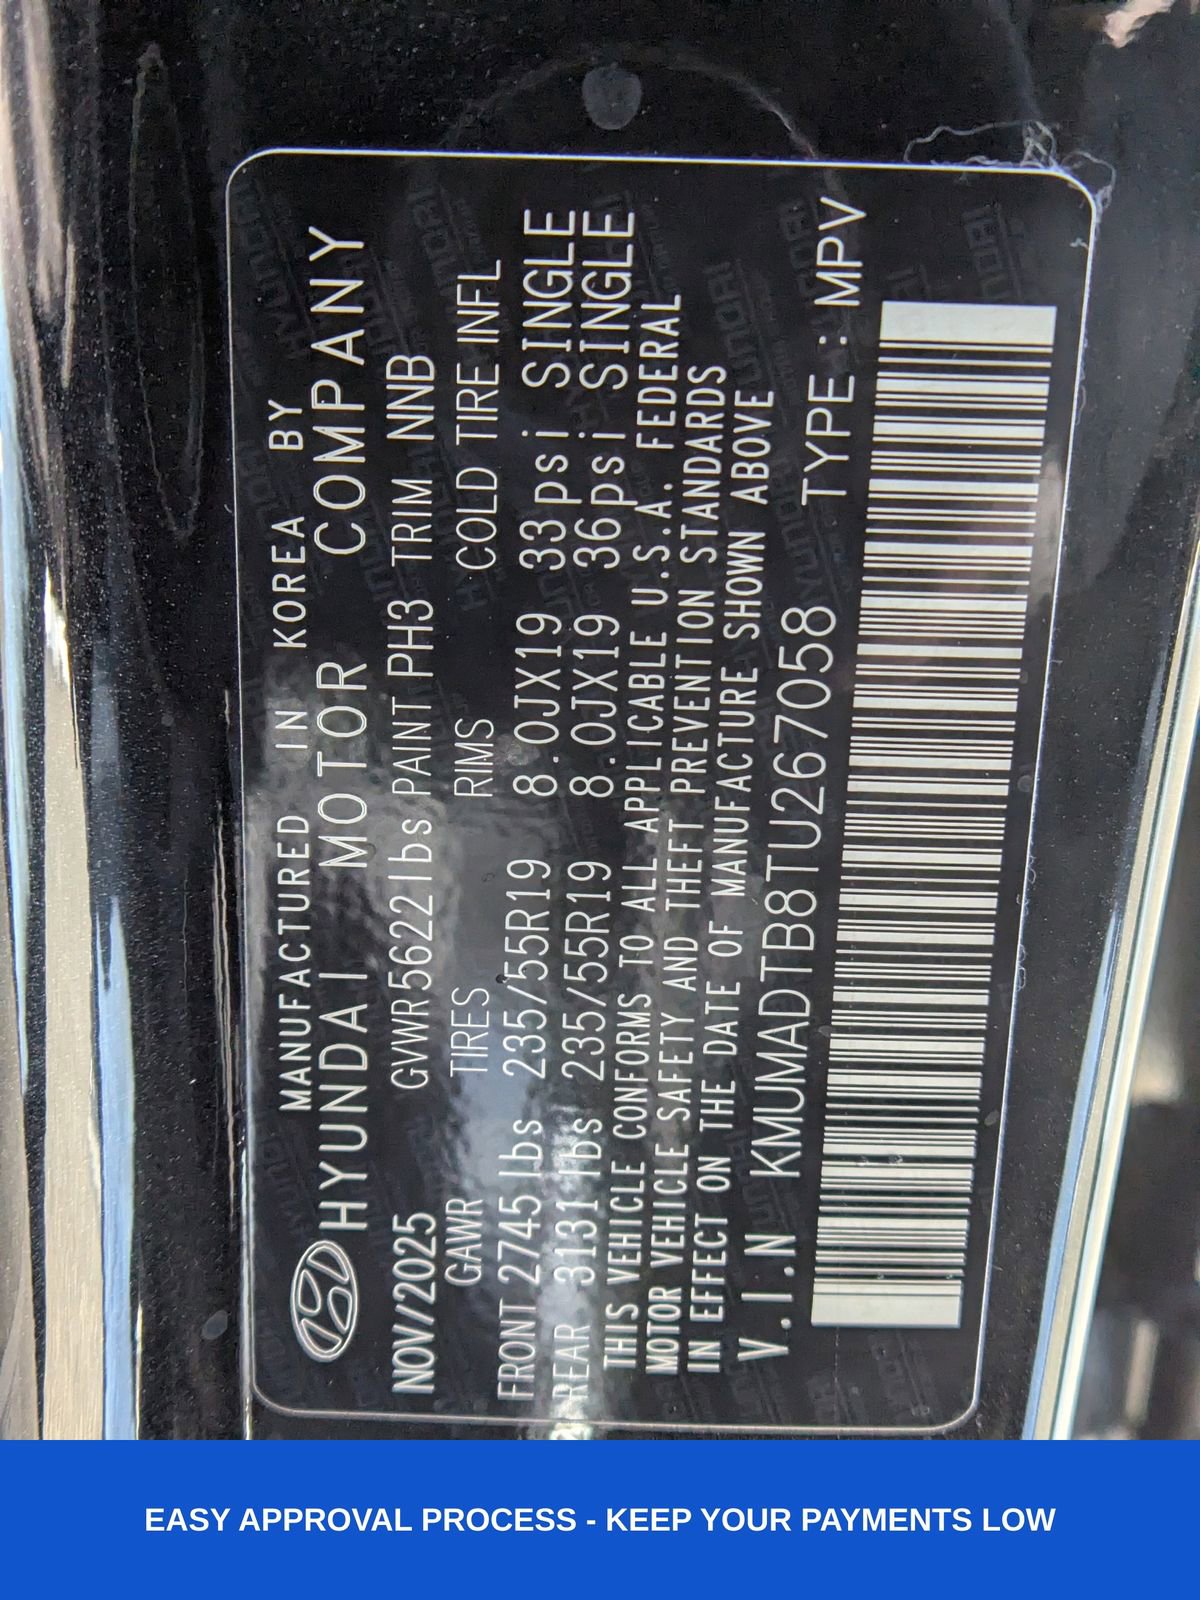 MANUFACTURED IN KOREA BY
HYUNDAI MOTOR COMPANY
NOV/2025 GVWR5622lbs PAINT PH3 TRIM NNB
GAWR TIRES RIMS COLD TIRE INFL
FRONT 2745lbs 235/55R19 8.0JX19 33psi SINGLE
REAR 3131lbs 235/55R19 8.0JX19 36psi SINGLE
THIS VEHICLE CONFORMS TO ALL APPLICABLE U.S.A. FEDERAL
MOTOR VEHICLE SAFETY AND THEFT PREVENTION STANDARDS
IN EFFECT ON THE DATE OF MANUFACTURE SHOWN ABOVE
V.I.N KMUMADTB8TU267058 TYPE : MPV
EASY APPROVAL PROCESS - KEEP YOUR PAYMENTS LOW